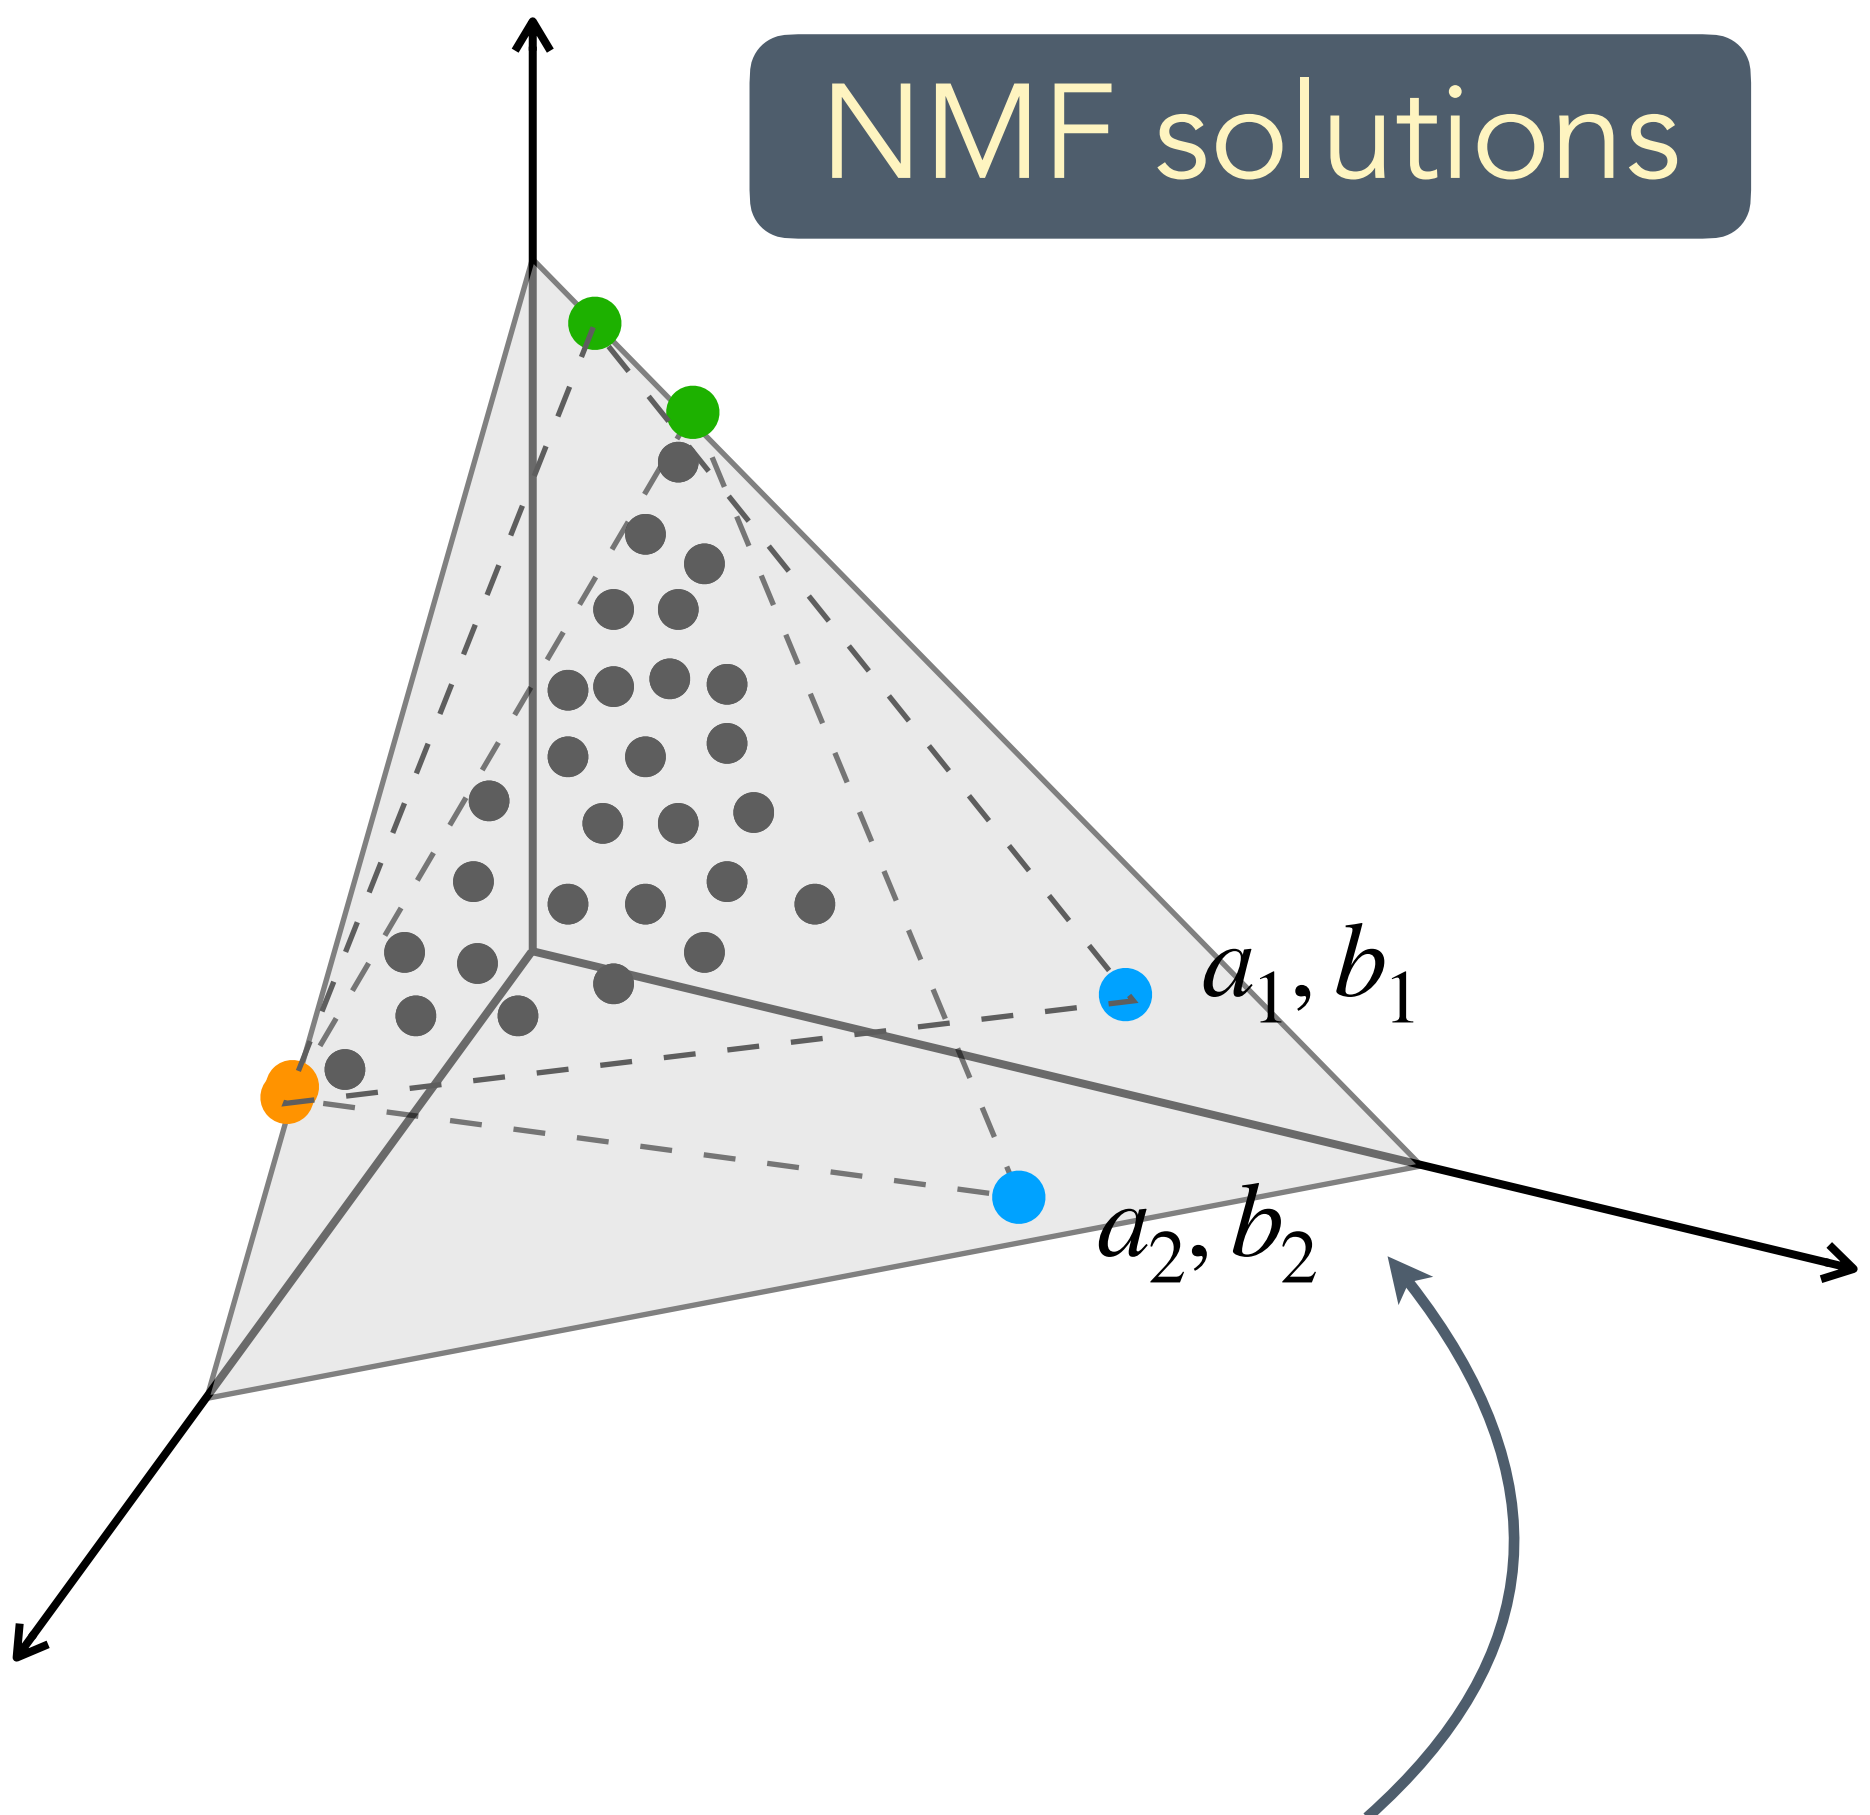 NMF solutions
a₁, b₁
a₂, b₂